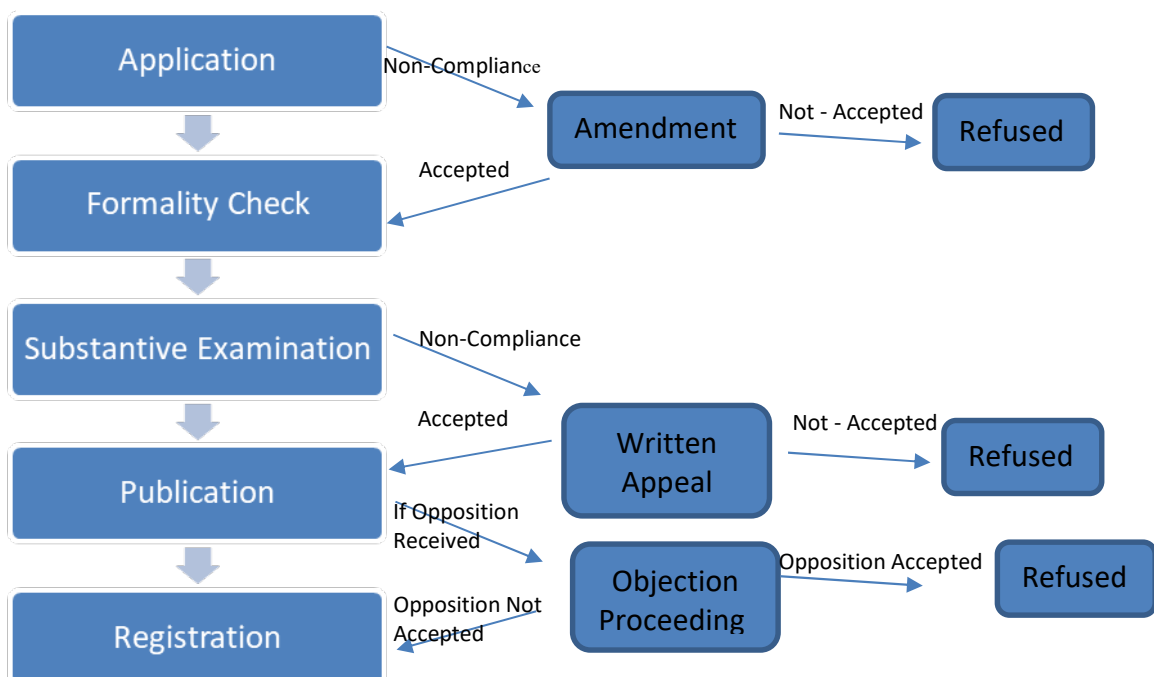 Application
Non-Compliance
Amendment
Not - Accepted
Refused
Accepted
Formality Check
Substantive Examination
Non-Compliance
Accepted
Written
Appeal
Not - Accepted
Refused
Publication
If Opposition
Received
Objection
Proceeding
Opposition Accepted
Refused
Opposition Not
Accepted
Registration